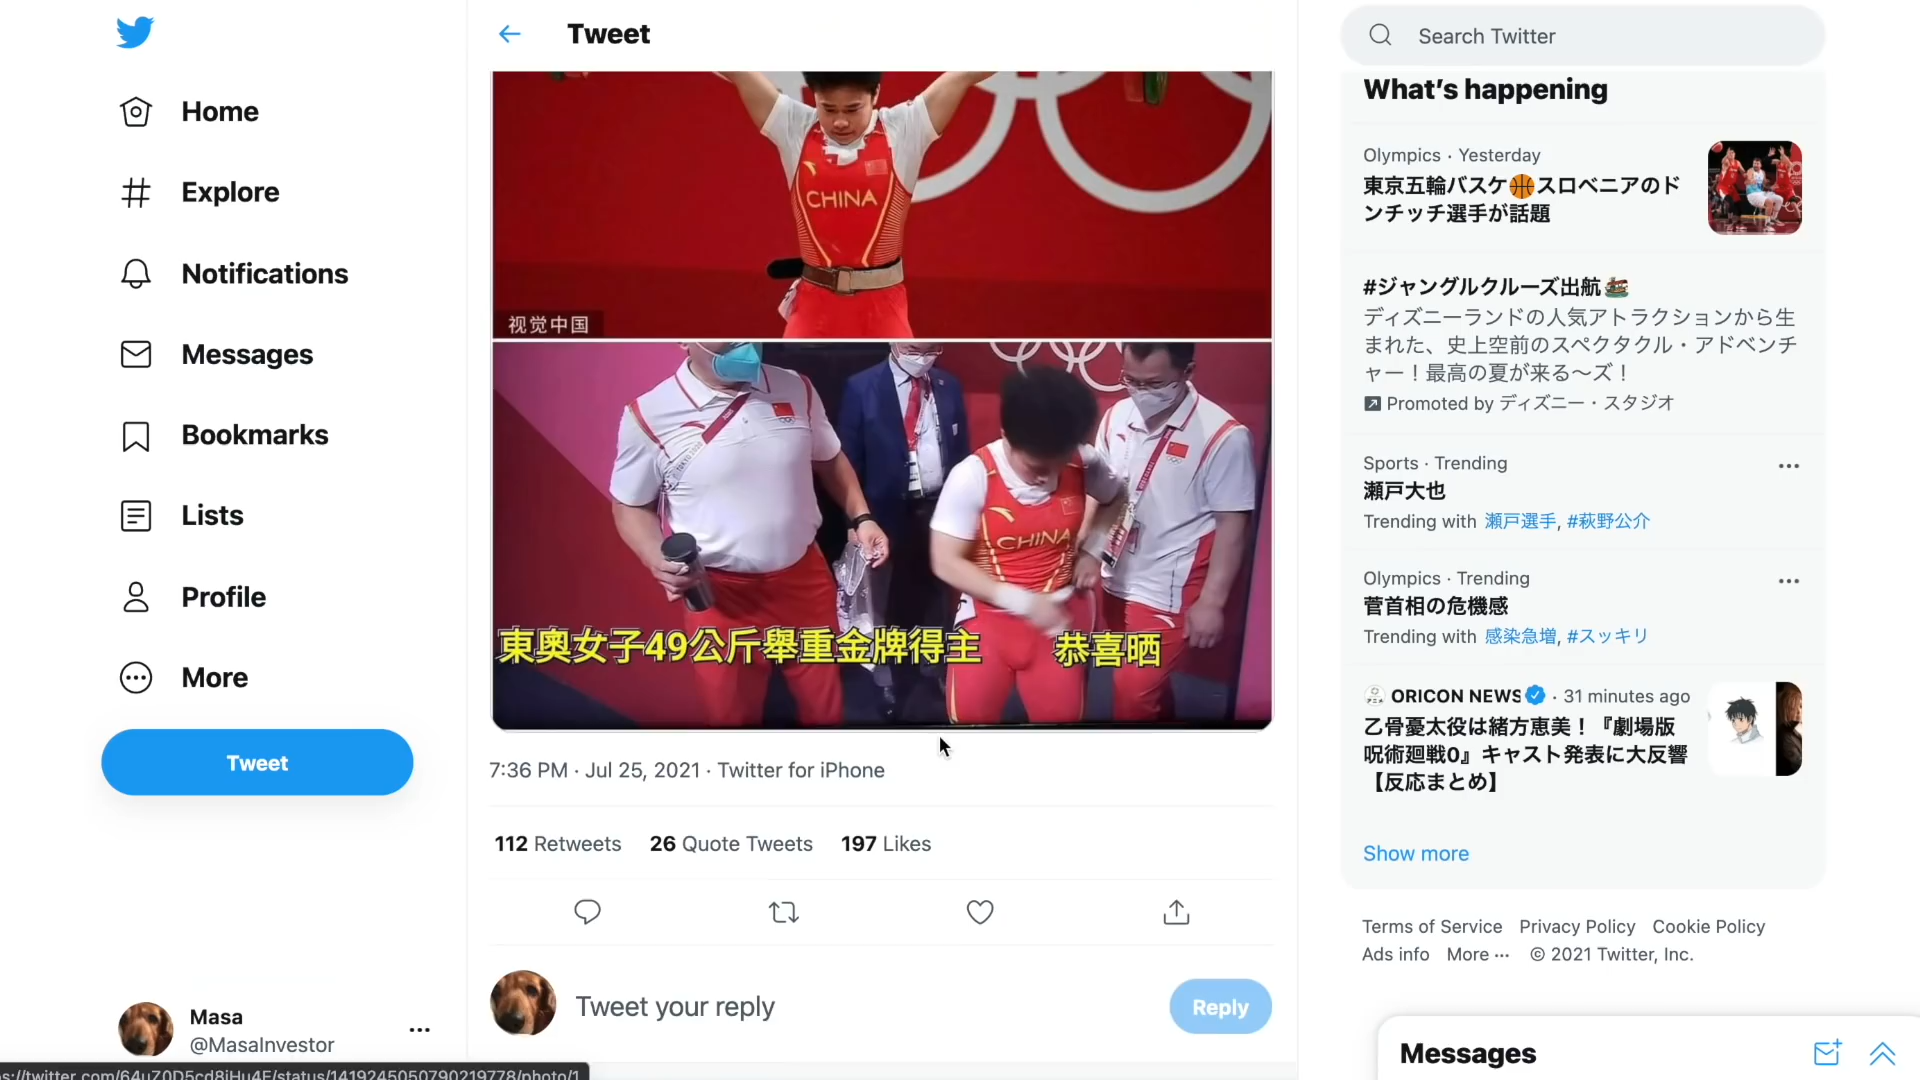 Home
Explore
Notifications
Messages
Bookmarks
Lists
Profile
More
Tweet
Masa
@MasaInvestor
Tweet
CHINA
视觉中国
CHINA
東奧女子49公斤舉重金牌得主 恭喜晒
7:36 PM · Jul 25, 2021 · Twitter for iPhone
112 Retweets 26 Quote Tweets 197 Likes
Tweet your reply
Reply
Search Twitter
What's happening
Olympics · Yesterday
東京五輪バスケ🏀スロベニアのド
ンチッチ選手が話題
#ジャングルクルーズ出航
ディズニーランドの人気アトラクションから生
まれた、史上空前のスペクタクル・アドベンチ
ャー！最高の夏が来る〜ズ！
Promoted by ディズニー・スタジオ
Sports · Trending
瀬戸大也
Trending with 瀬戸選手, #萩野公介
Olympics · Trending
菅首相の危機感
Trending with 感染急増, #スッキリ
ORICON NEWS · 31 minutes ago
乙骨憂太役は緒方恵美！『劇場版
呪術廻戦0』キャスト発表に大反響
【反応まとめ】
Show more
Terms of Service Privacy Policy Cookie Policy
Ads info More ··· © 2021 Twitter, Inc.
Messages